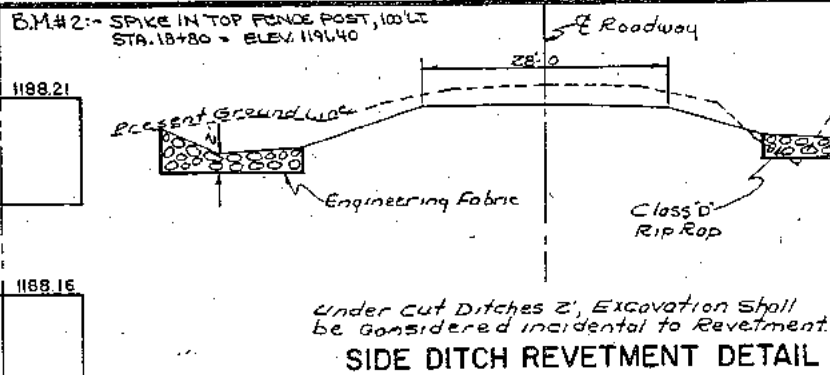 B.M.#2:- SPIKE IN TOP FENCE POST, 100' LT
STA. 18+80 = ELEV. 1191.40
℄ Roadway
28'-0
1188.21
Present Ground Line
2'
Engineering Fabric
Class "D"
Rip Rap
1188.16
Under Cut Ditches 2', Excavation Shall
be Considered incidental to Revetment.
SIDE DITCH REVETMENT DETAIL